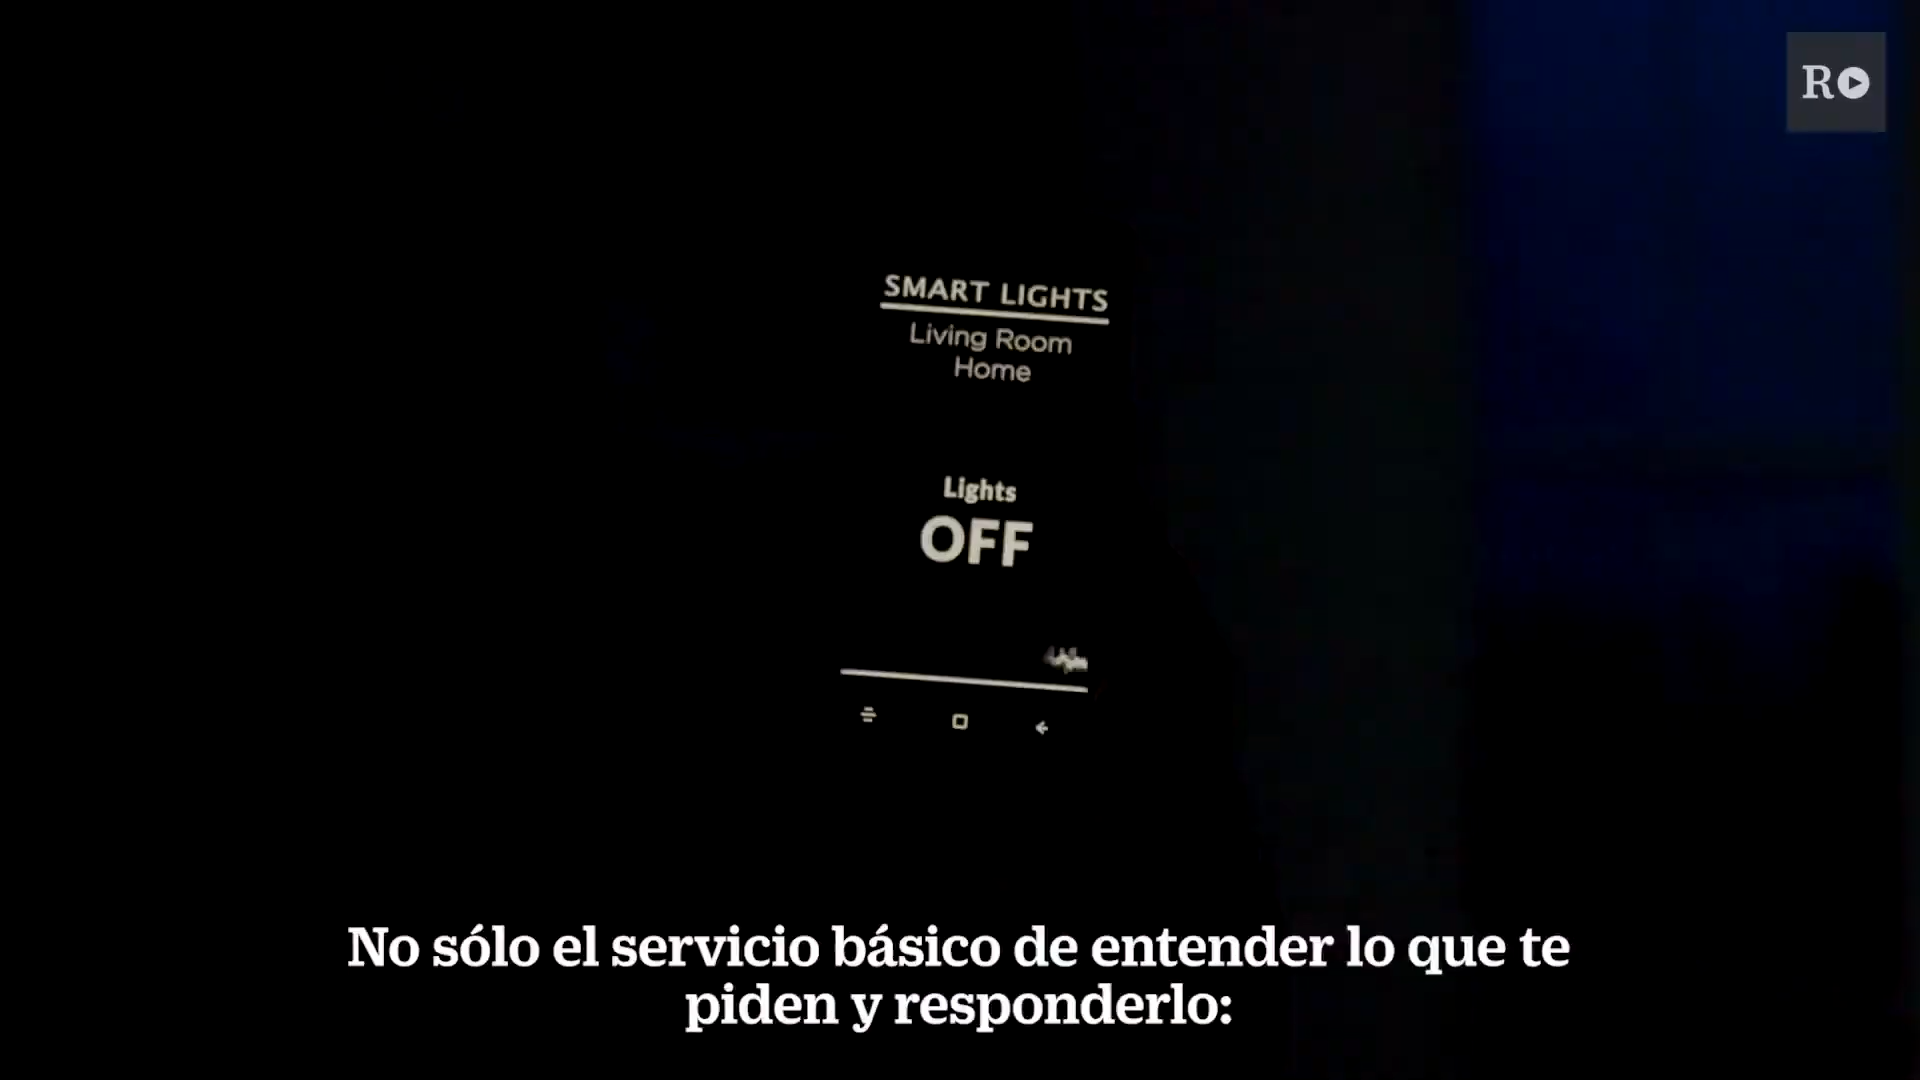 R
SMART LIGHTS
Living Room
Home
Lights
OFF
No sólo el servicio básico de entender lo que te
piden y responderlo: